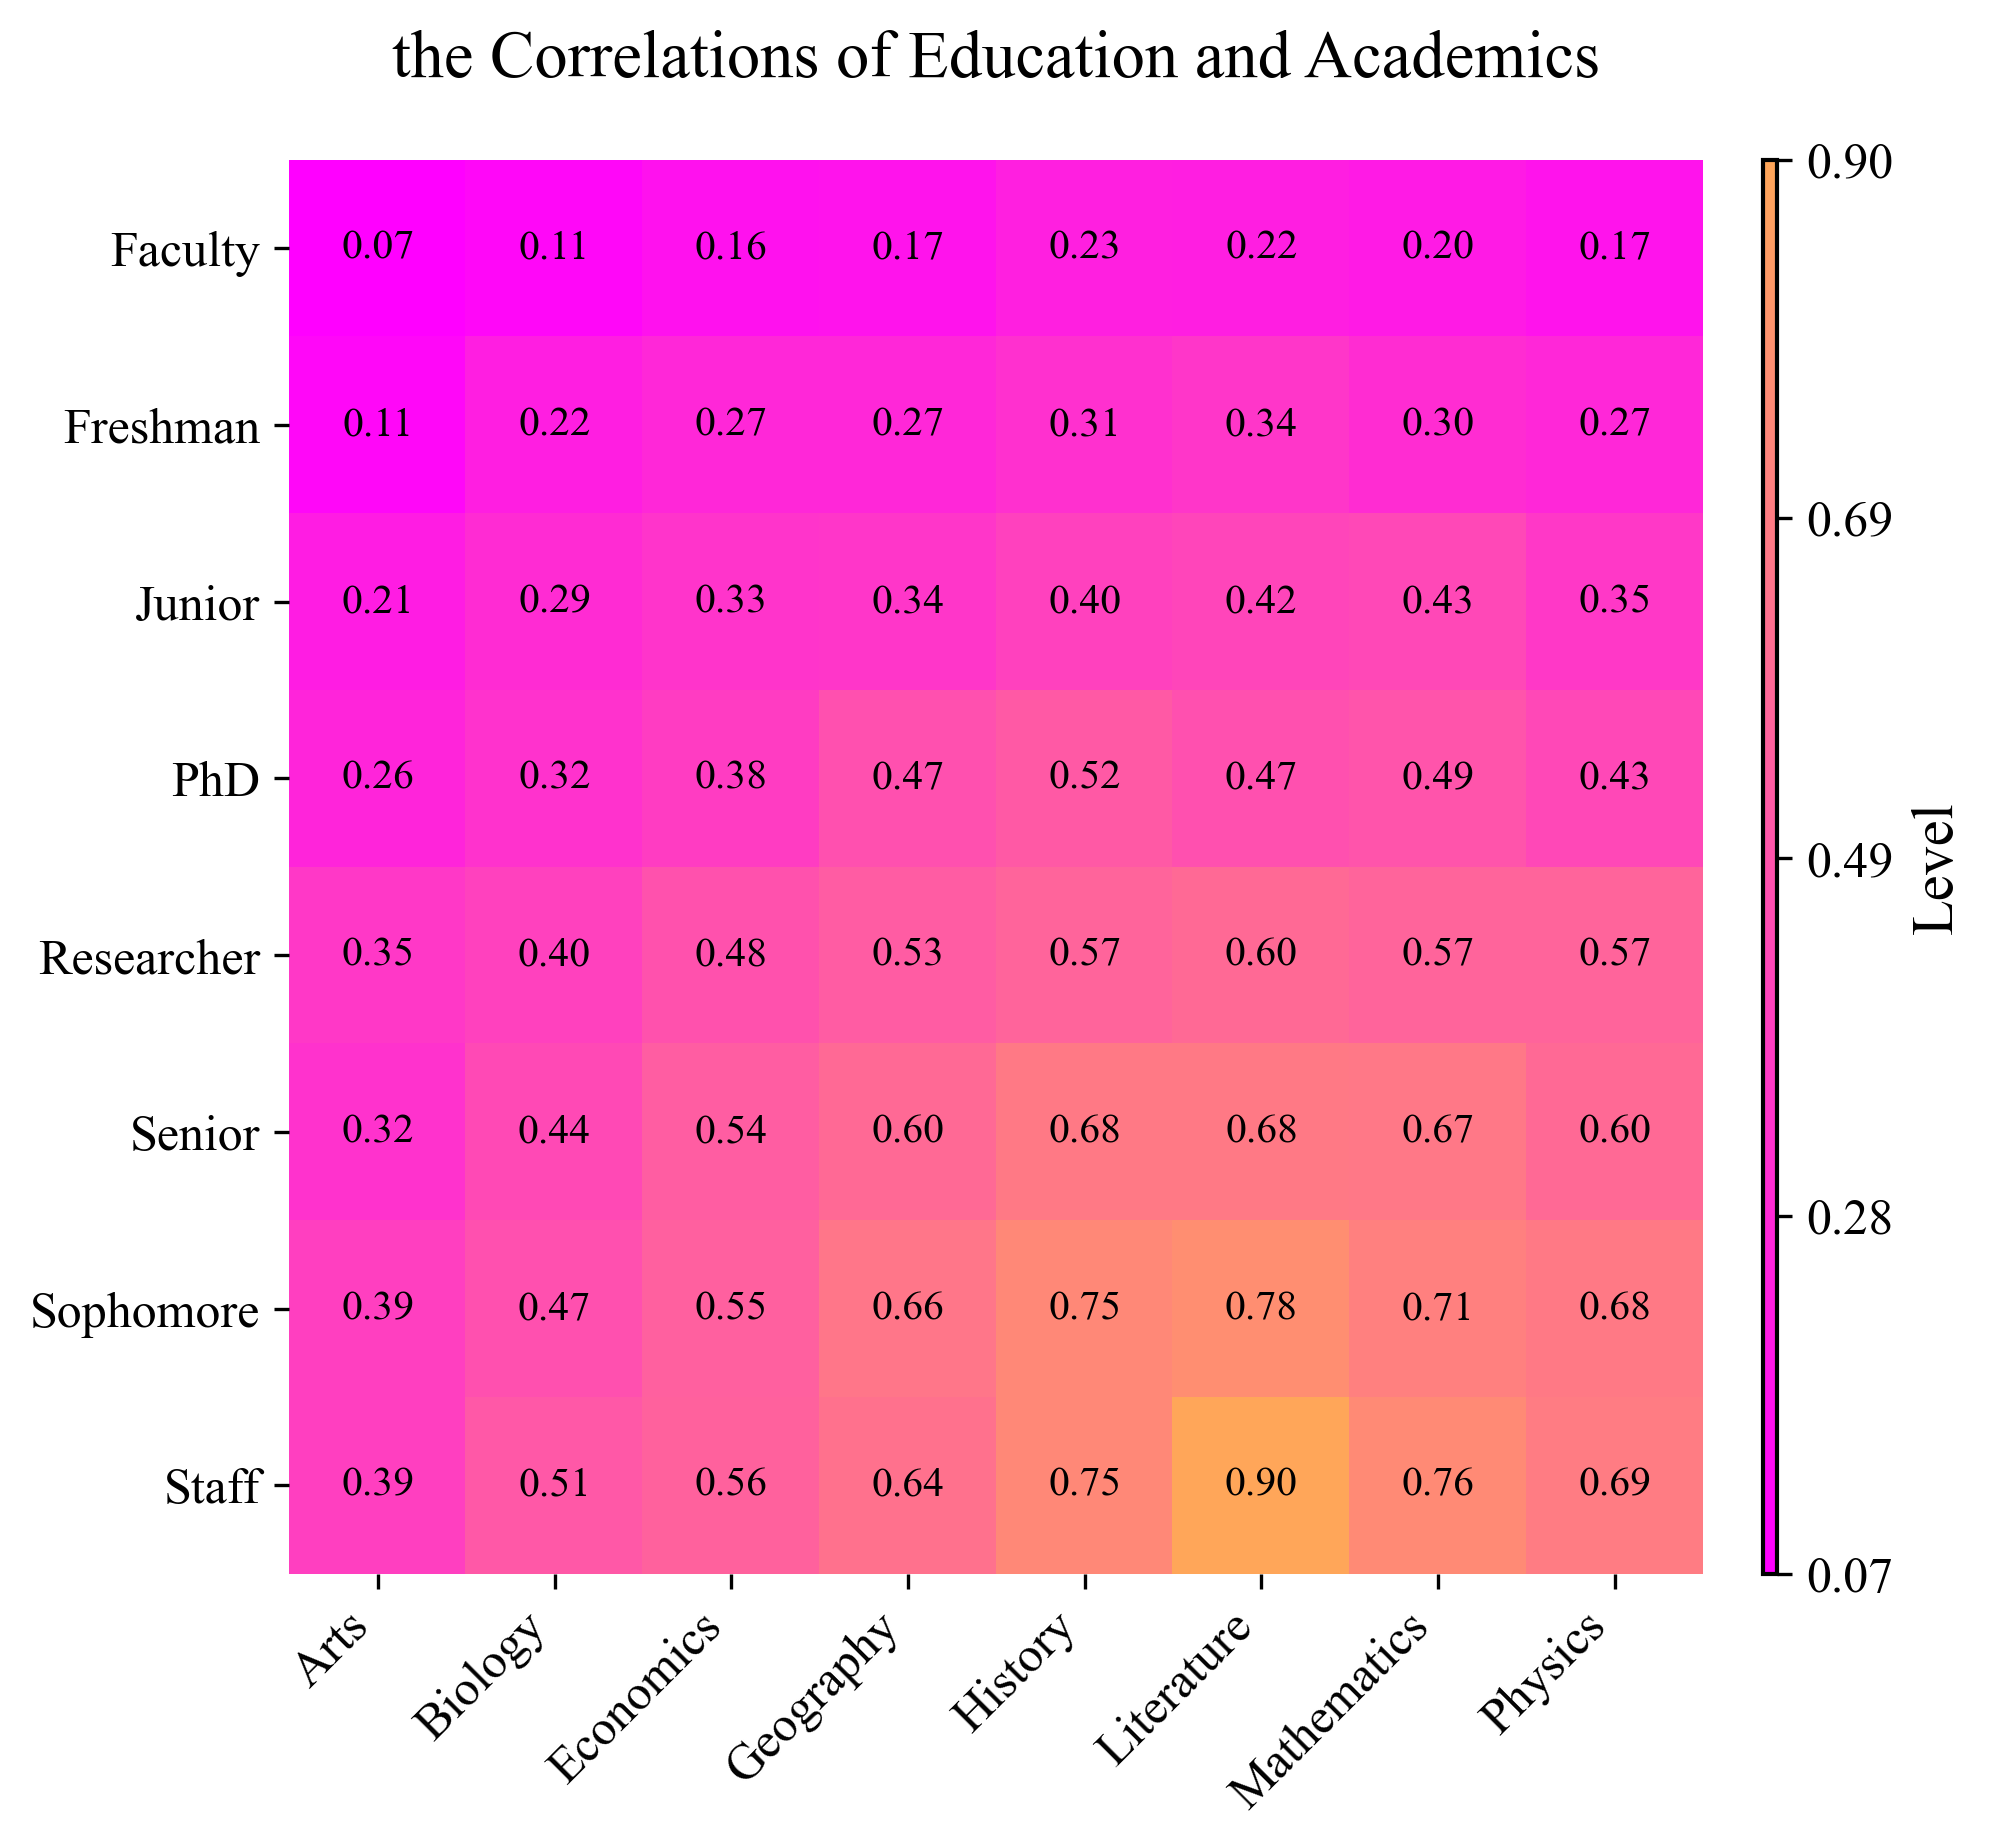 the Correlations of Education and Academics
Faculty 0.07 0.11 0.16 0.17 0.23 0.22 0.20 0.17
Freshman 0.11 0.22 0.27 0.27 0.31 0.34 0.30 0.27
Junior 0.21 0.29 0.33 0.34 0.40 0.42 0.43 0.35
PhD 0.26 0.32 0.38 0.47 0.52 0.47 0.49 0.43
Researcher 0.35 0.40 0.48 0.53 0.57 0.60 0.57 0.57
Senior 0.32 0.44 0.54 0.60 0.68 0.68 0.67 0.60
Sophomore 0.39 0.47 0.55 0.66 0.75 0.78 0.71 0.68
Staff 0.39 0.51 0.56 0.64 0.75 0.90 0.76 0.69
Arts Biology Economics Geography History Literature Mathematics Physics
0.90
0.69
0.49
0.28
0.07
Level